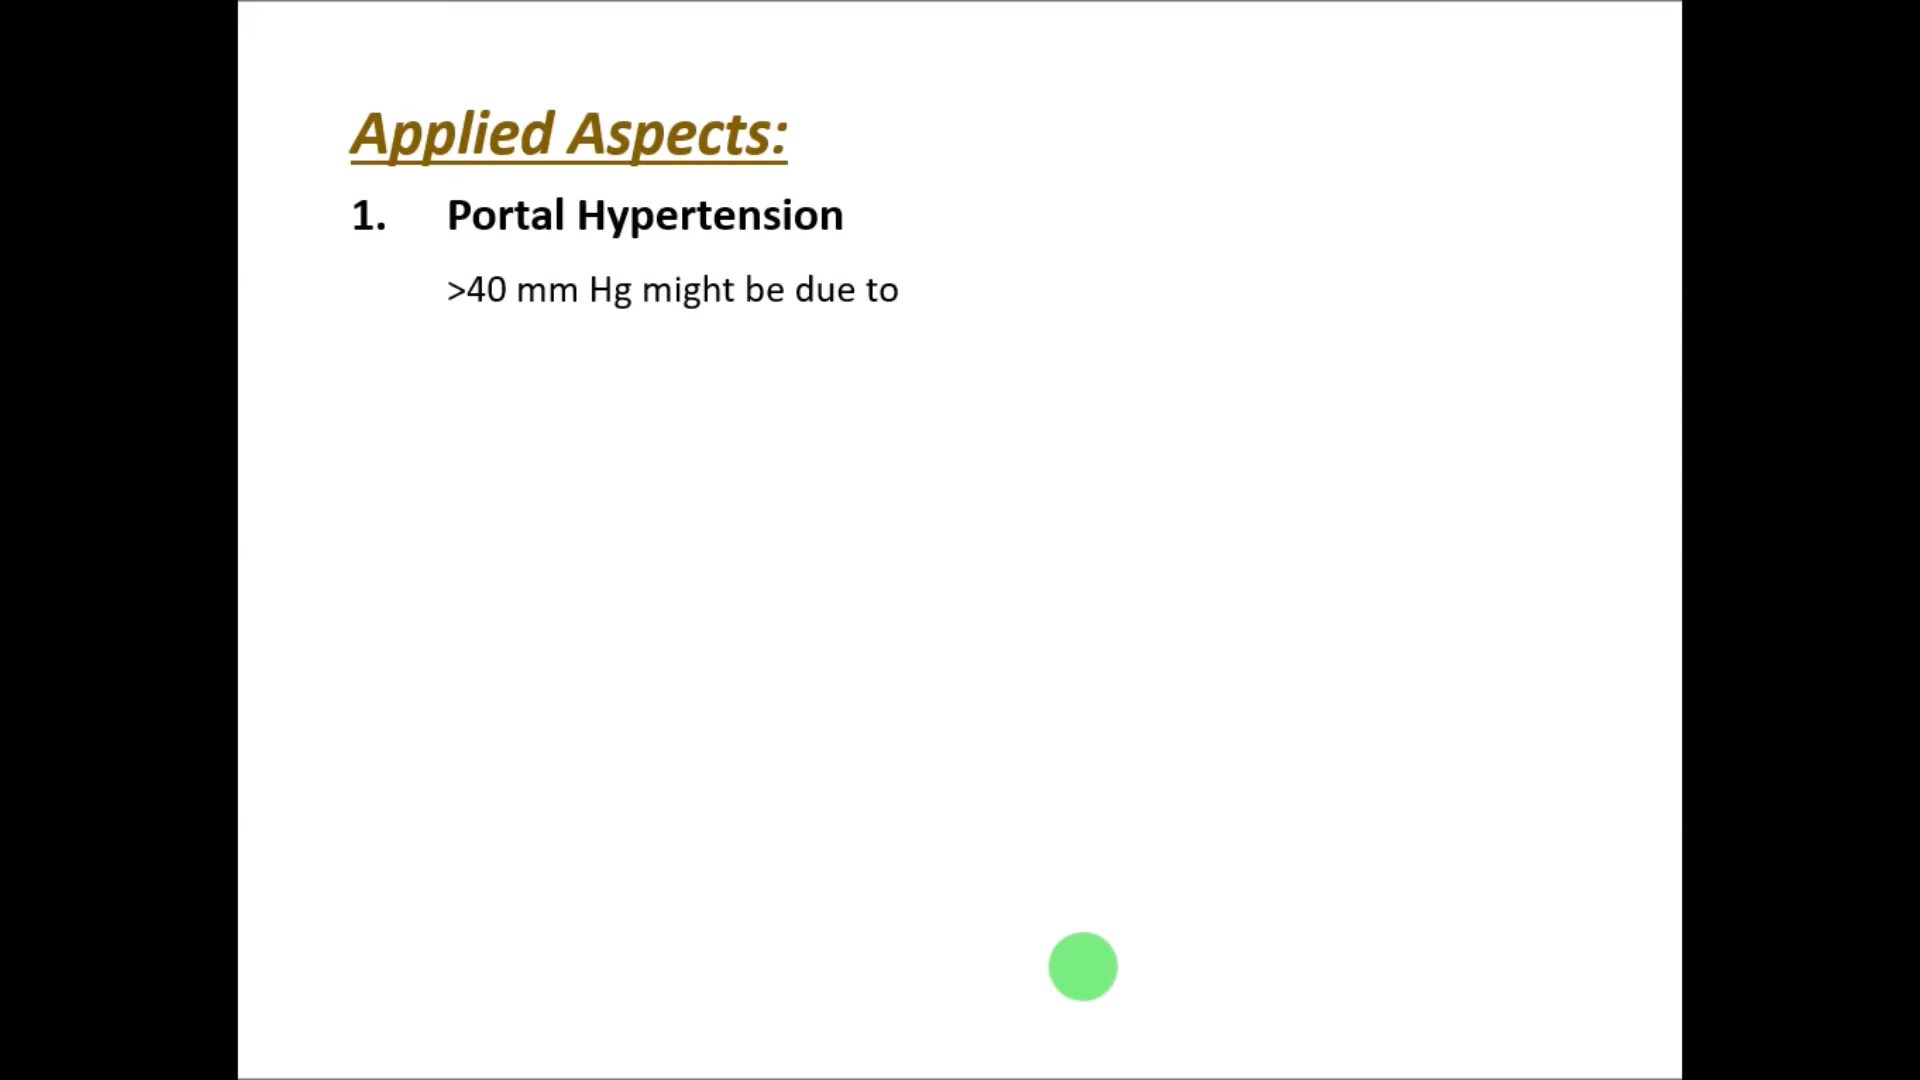 Applied Aspects:
1. Portal Hypertension
>40 mm Hg might be due to